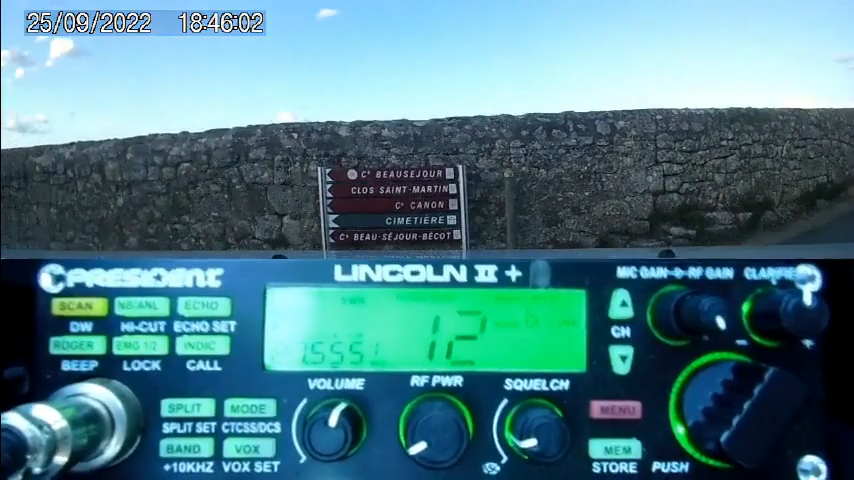 25/09/2022 18:46:02
Cʰ BEAUSEJOUR
CLOS SAINT-MARTIN
Cʰ CANON
CIMETIÈRE
Cʰ BEAU-SÉJOUR-BÉCOT
PRESIDENT LINCOLN II + MIC GAIN RF GAIN CLARIFIER
SCAN NB/ANL ECHO
DW HI-CUT ECHO SET
ROGER EMG 1/2 INDIC
BEEP LOCK CALL
12
CH
VOLUME RF PWR SQUELCH
SPLIT MODE MENU
SPLIT SET CTCSS/DCS
BAND VOX MEM
+10KHZ VOX SET STORE PUSH